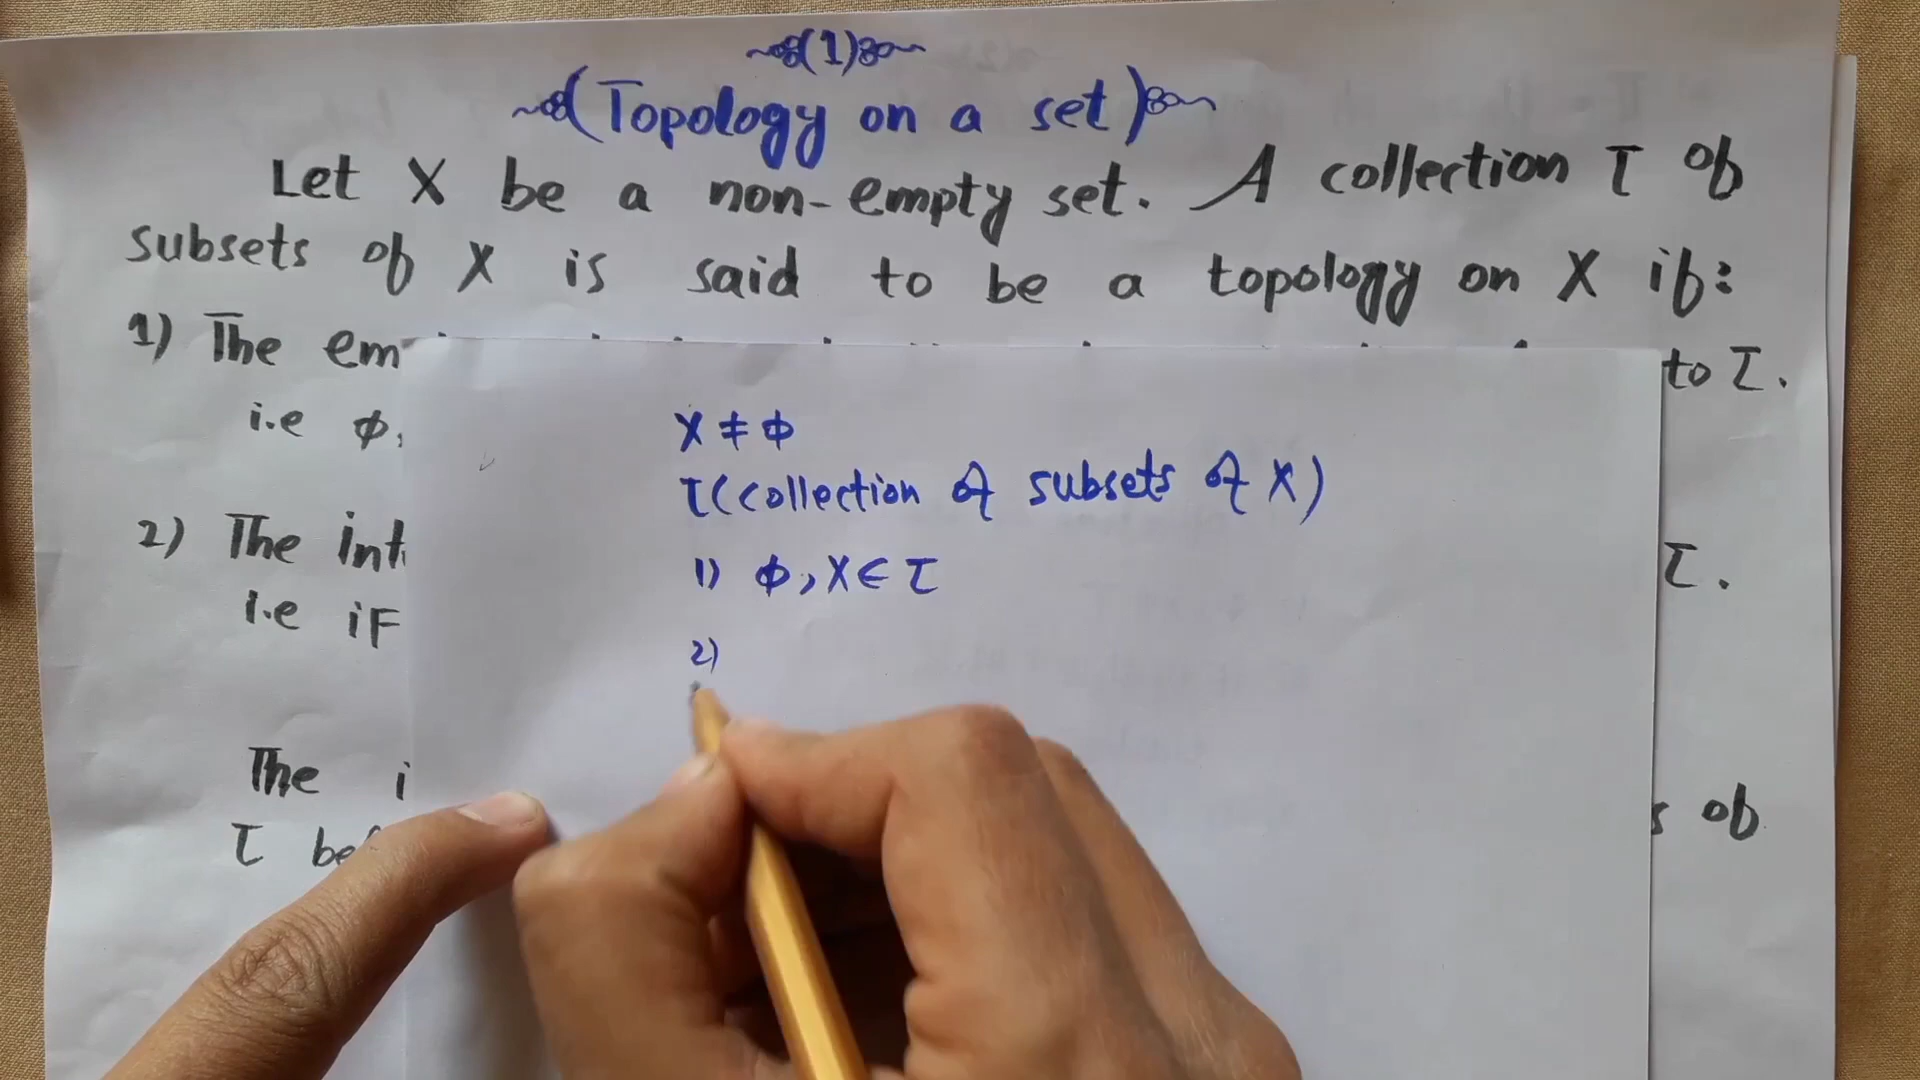 (1)
(Topology on a set)
Let X be a non-empty set. A collection τ of
subsets of X is said to be a topology on X if:
1) The em to τ.
i.e ϕ,
X ≠ ϕ
τ(collection of subsets of X)
1) ϕ, X ∈ τ
2) The int τ.
i.e iF
2)
The i
τ be s of